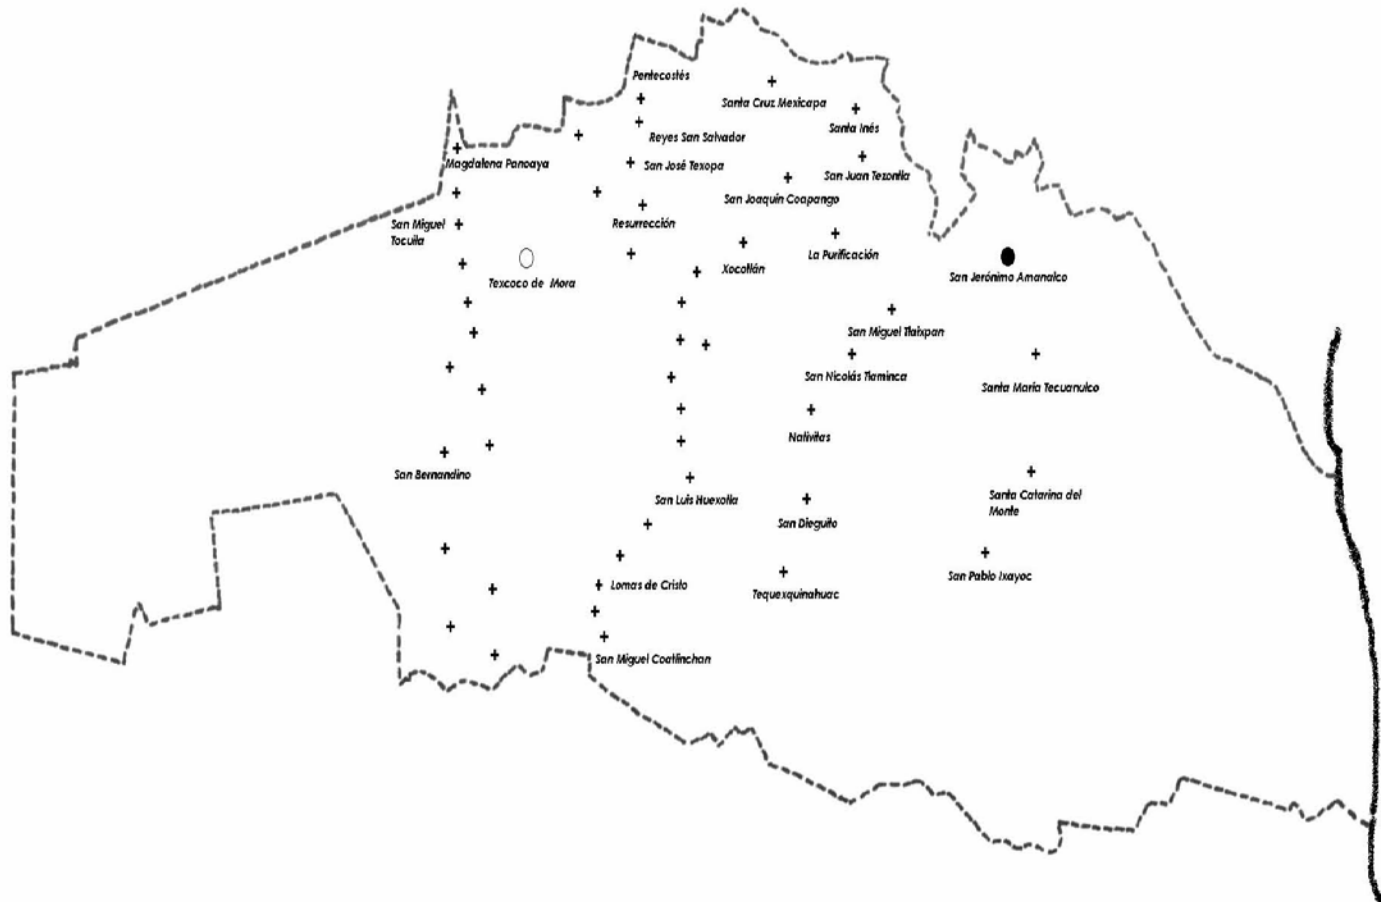 Pentecostés
Santa Cruz Mexicapa
Santa Inés
Reyes San Salvador
Magdalena Panoaya
San José Texopa
San Juan Tezontla
San Joaquín Coapango
San Miguel
Tocuila
Resurrección
La Purificación
Xocotlán
San Jerónimo Amanalco
Texcoco de Mora
San Miguel Tlaixpan
San Nicolás Tlaminca
Santa María Tecuanulco
Nativitas
San Bernandino
San Luis Huexotla
Santa Catarina del
Monte
San Dieguito
San Pablo Ixayoc
Lomas de Cristo
Tequexquinahuac
San Miguel Coatlinchan